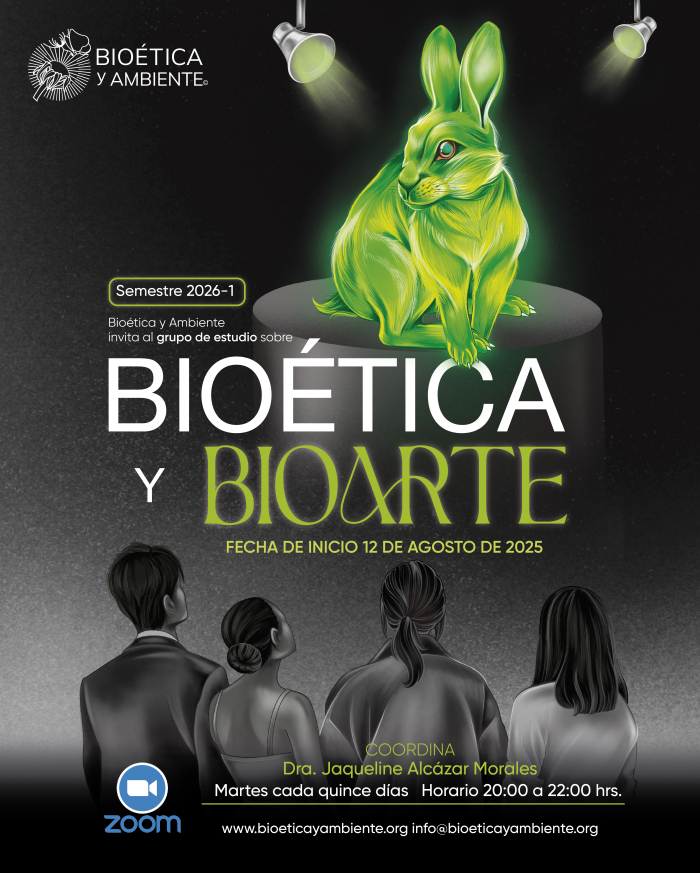 BIOÉTICA
y AMBIENTE©
Semestre 2026-1
Bioética y Ambiente
invita al grupo de estudio sobre
BIOÉTICA
Y BIOARTE
FECHA DE INICIO 12 DE AGOSTO DE 2025
COORDINA
Dra. Jaqueline Alcázar Morales
Martes cada quince días Horario 20:00 a 22:00 hrs.
zoom
www.bioeticayambiente.org info@bioeticayambiente.org